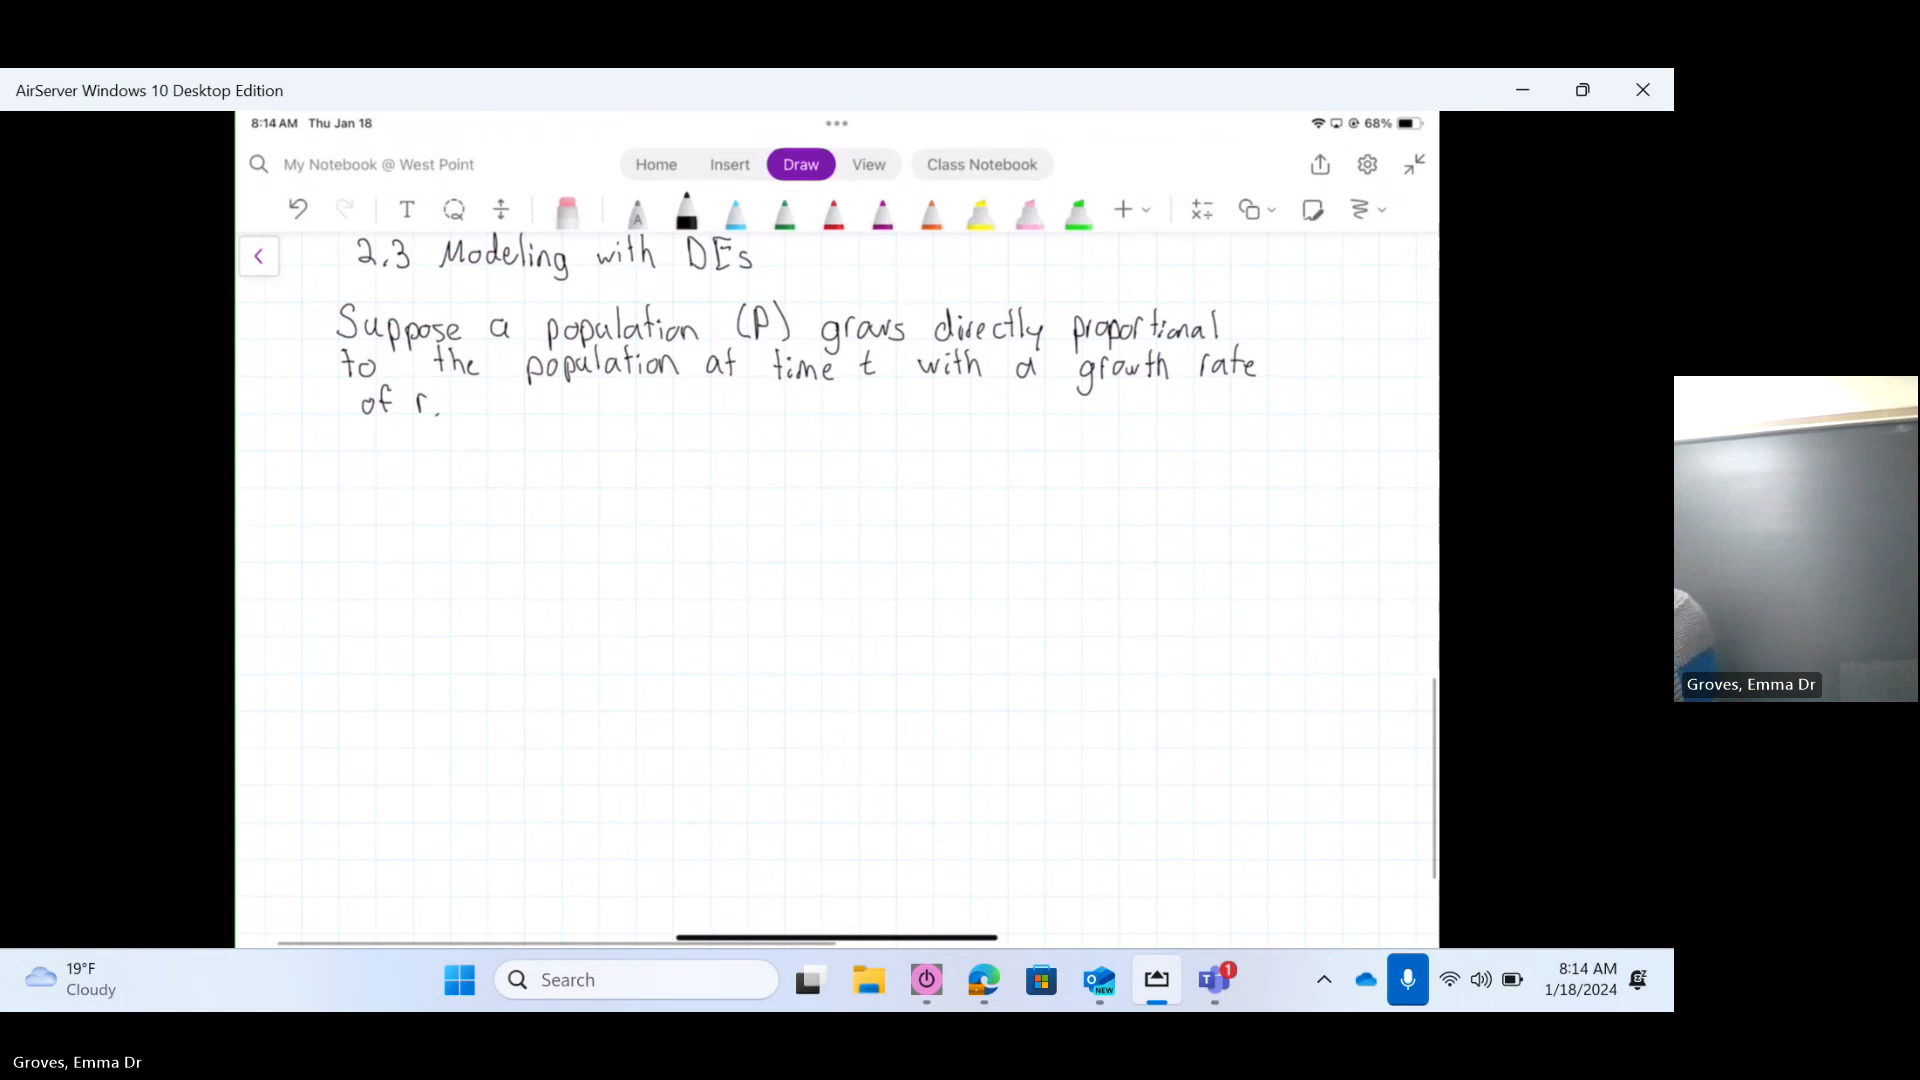 AirServer Windows 10 Desktop Edition
8:14 AM Thu Jan 18
68%
My Notebook @ West Point
Home Insert Draw View Class Notebook
T
A
2.3 Modeling with DEs
Suppose a population (P) grows directly proportional
to the population at time t with a growth rate
of r.
Groves, Emma Dr
19°F
Cloudy
Search
NEW
1
8:14 AM
1/18/2024
Groves, Emma Dr